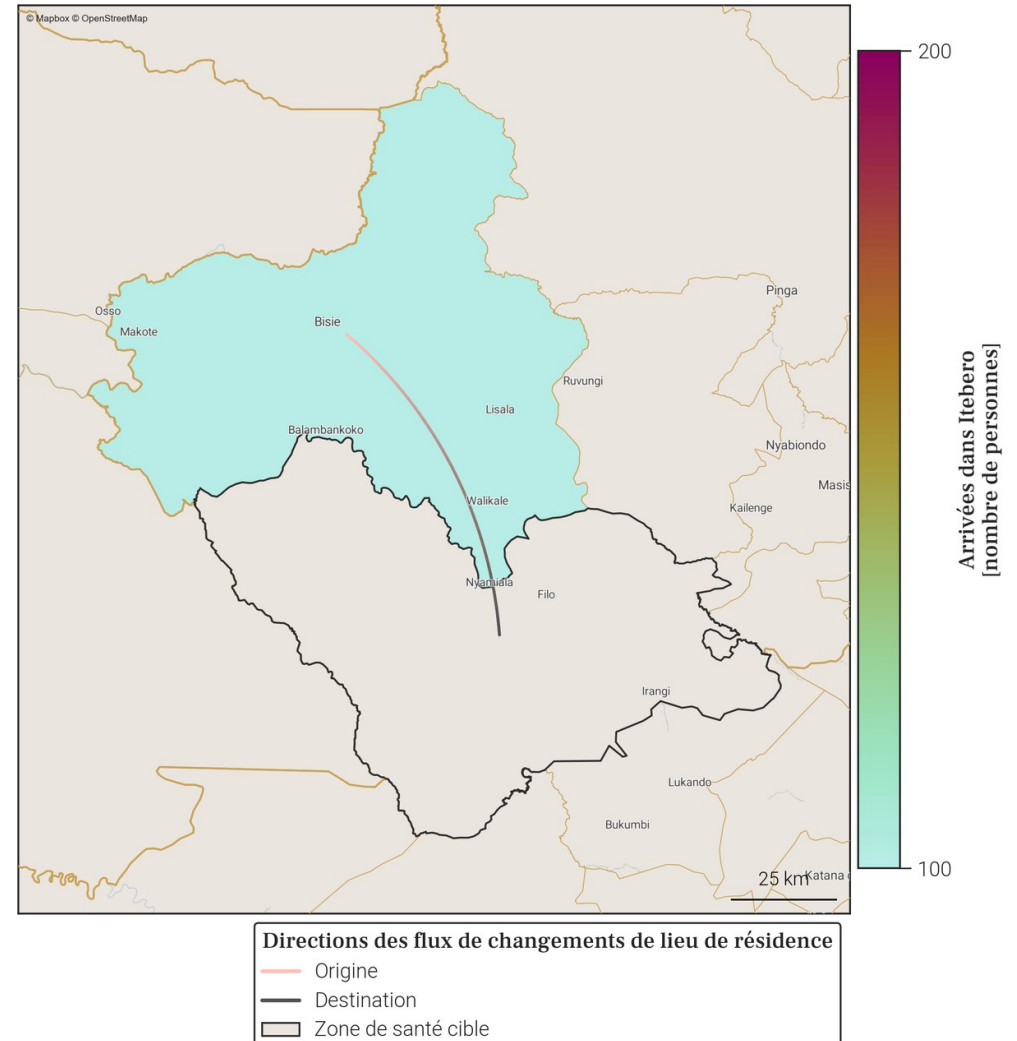 © Mapbox © OpenStreetMap
200
Pinga
Osso
Bisie
Makote
Ruvungi
Lisala
Balambankoko
Nyabiondo
Masis
Walikale
Kailenge
Arrivées dans Itebero
[nombre de personnes]
Nyamiala
Filo
Irangi
Lukando
Bukumbi
25 km
Katana
100
Directions des flux de changements de lieu de résidence
Origine
Destination
Zone de santé cible